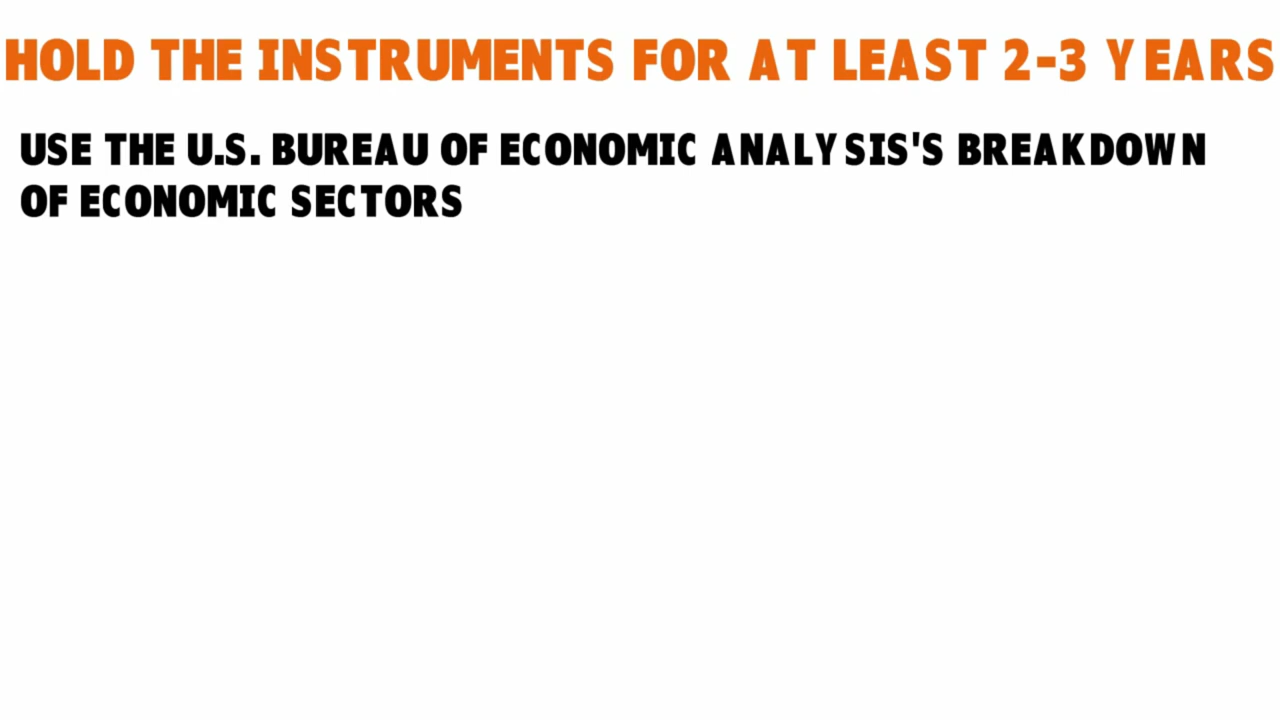 HOLD THE INSTRUMENTS FOR AT LEAST 2-3 YEARS
USE THE U.S. BUREAU OF ECONOMIC ANALYSIS'S BREAKDOWN
OF ECONOMIC SECTORS